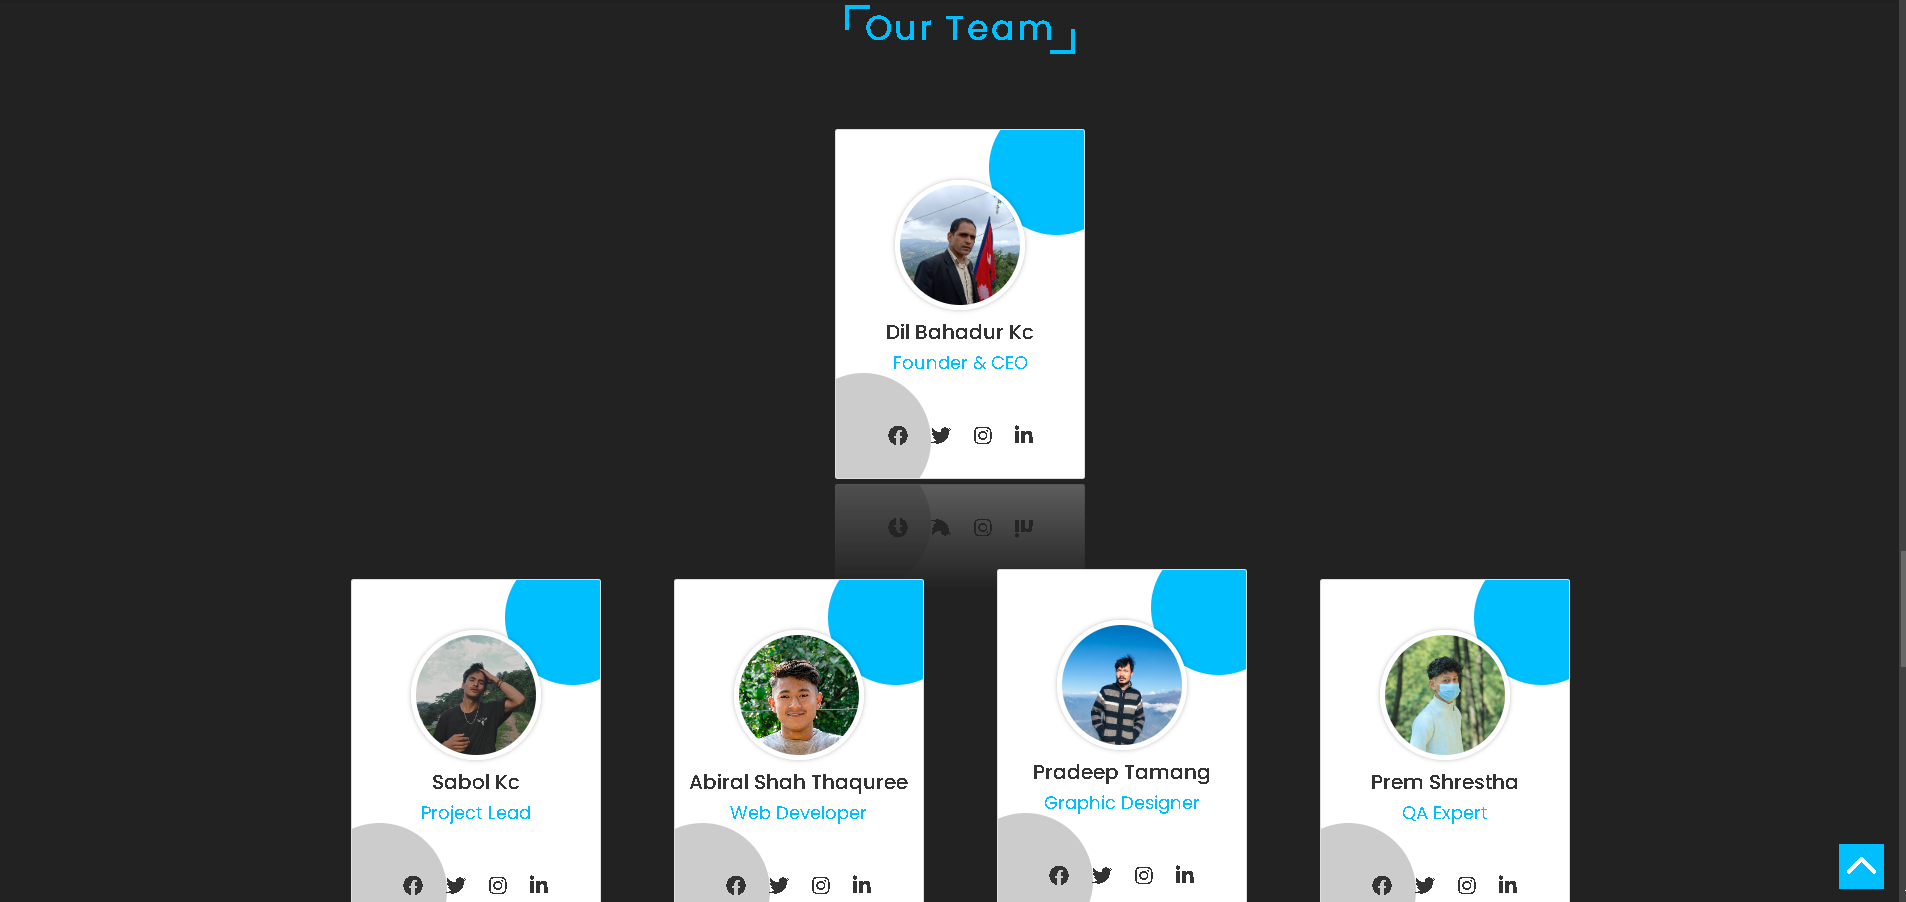 Our Team
Dil Bahadur Kc
Founder & CEO
Sabol Kc
Project Lead
Abiral Shah Thaquree
Web Developer
Pradeep Tamang
Graphic Designer
Prem Shrestha
QA Expert